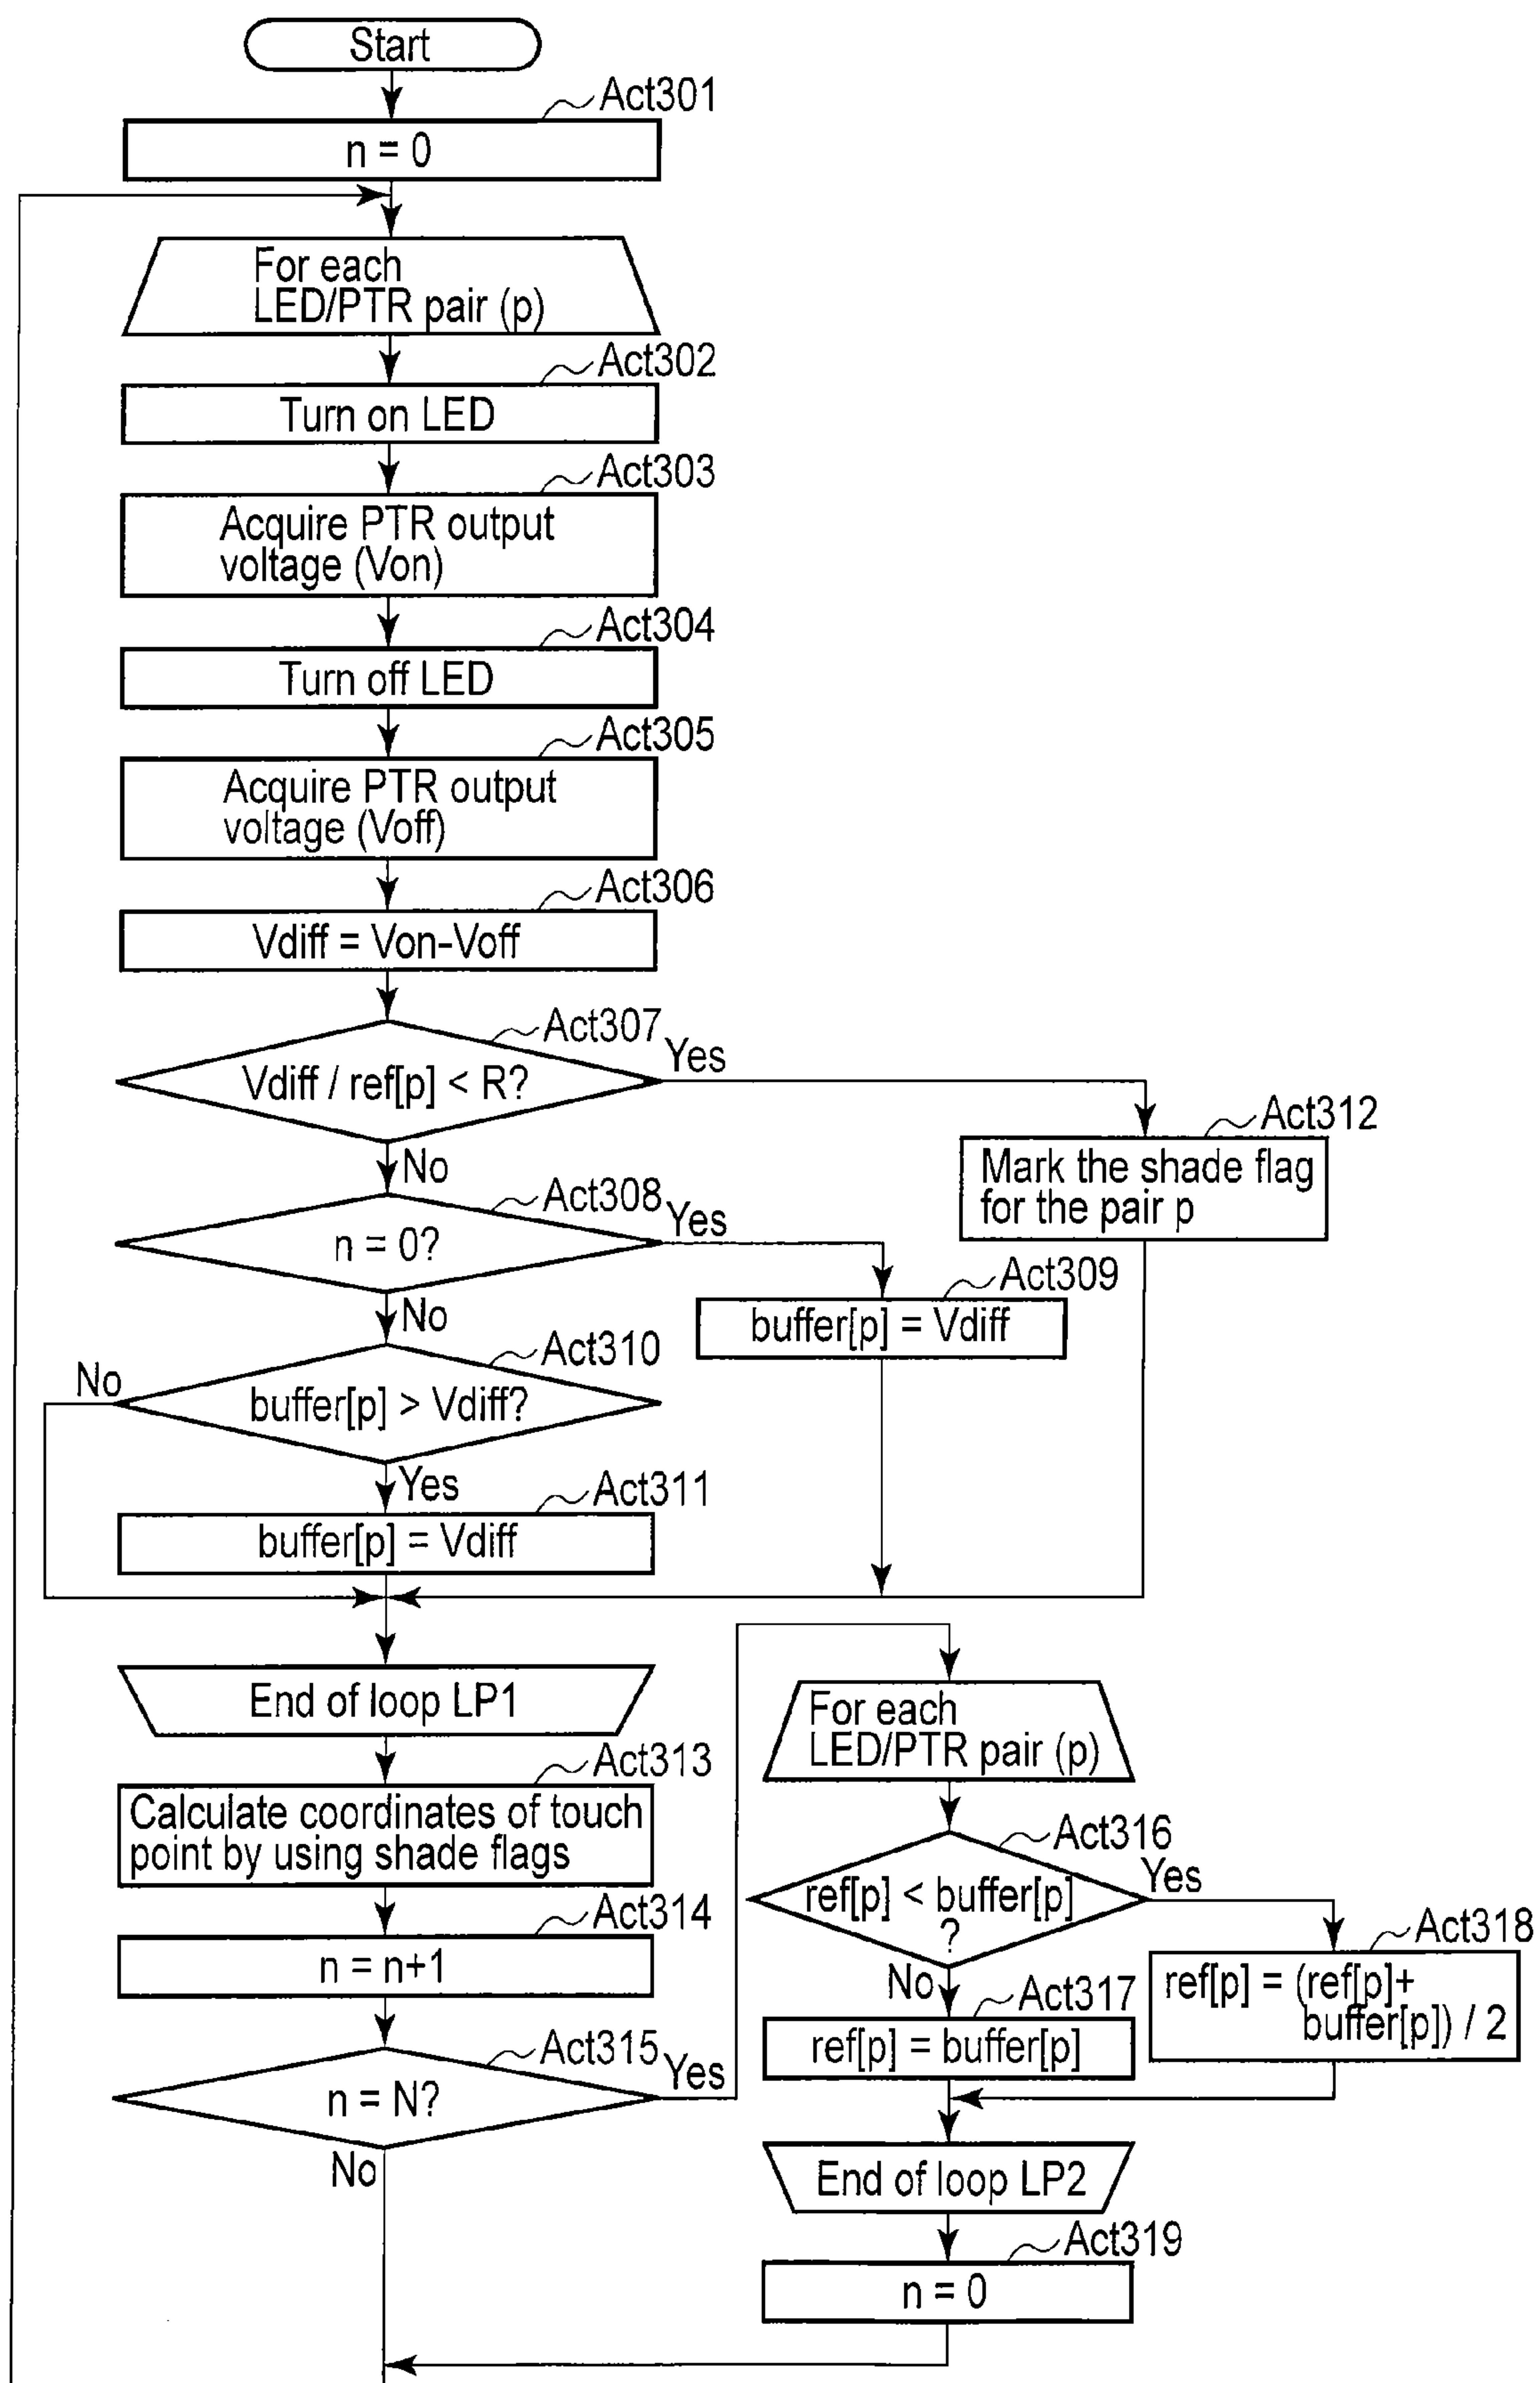 Start
Act301
n = 0
For each
LED/PTR pair (p)
Act302
Turn on LED
Act303
Acquire PTR output
voltage (Von)
Act304
Turn off LED
Act305
Acquire PTR output
voltage (Voff)
Act306
Vdiff = Von-Voff
Act307
Vdiff / ref[p] < R?
Yes
No
Act312
Mark the shade flag
for the pair p
Act308
n = 0?
Yes
No
Act309
buffer[p] = Vdiff
Act310
buffer[p] > Vdiff?
No
Yes
Act311
buffer[p] = Vdiff
End of loop LP1
Act313
Calculate coordinates of touch
point by using shade flags
Act314
n = n+1
Act315
n = N?
Yes
No
For each
LED/PTR pair (p)
Act316
ref[p] < buffer[p]
?
Yes
No
Act318
ref[p] = (ref[p]+
buffer[p]) / 2
Act317
ref[p] = buffer[p]
End of loop LP2
Act319
n = 0